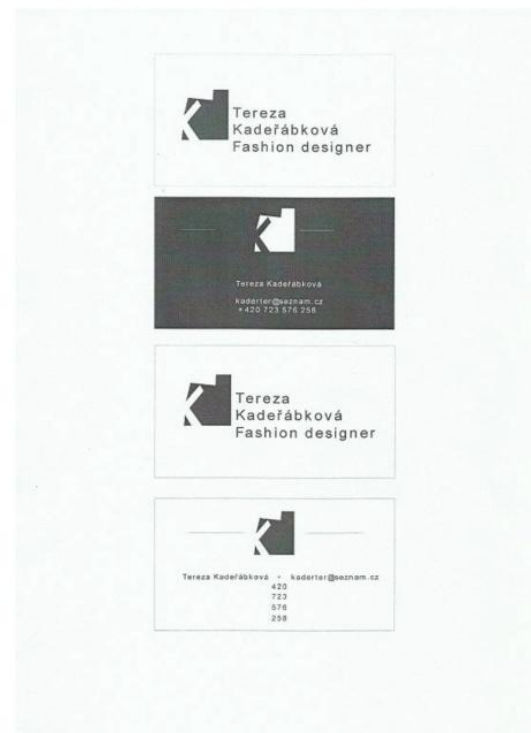 Tereza
Kadeřábková
Fashion designer
Tereza Kadeřábková
kaderter@seznam.cz
+420 723 576 258
Tereza
Kadeřábková
Fashion designer
Tereza Kadeřábková + kaderter@seznam.cz
420
723
576
258